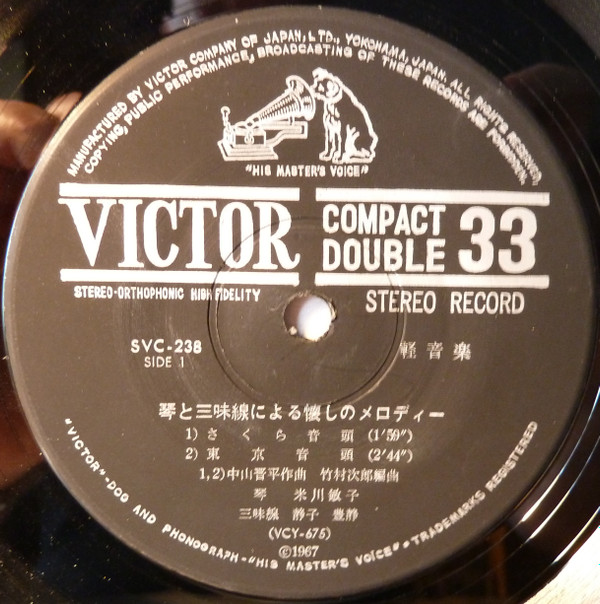 MANUFACTURED BY VICTOR COMPANY OF JAPAN, LTD., YOKOHAMA, JAPAN. ALL RIGHTS RESERVED,
COPYING, PUBLIC PERFORMANCE, BROADCASTING OF THESE RECORDS ARE FORBIDDEN.
"HIS MASTER'S VOICE"
VICTOR
COMPACT DOUBLE 33
STEREO-ORTHOPHONIC HIGH FIDELITY
STEREO RECORD
SVC-238
SIDE 1
軽音楽
琴と三味線による懐しのメロディー
1) さくら音頭 (1'59")
2) 東京音頭 (2'44")
1,2) 中山晋平作曲 竹村次郎編曲
琴 米川敏子
三味線 静子 豊静
(VCY-675)
©1967
"VICTOR"-DOG AND PHONOGRAPH-"HIS MASTER'S VOICE"•TRADEMARKS REGISTERED